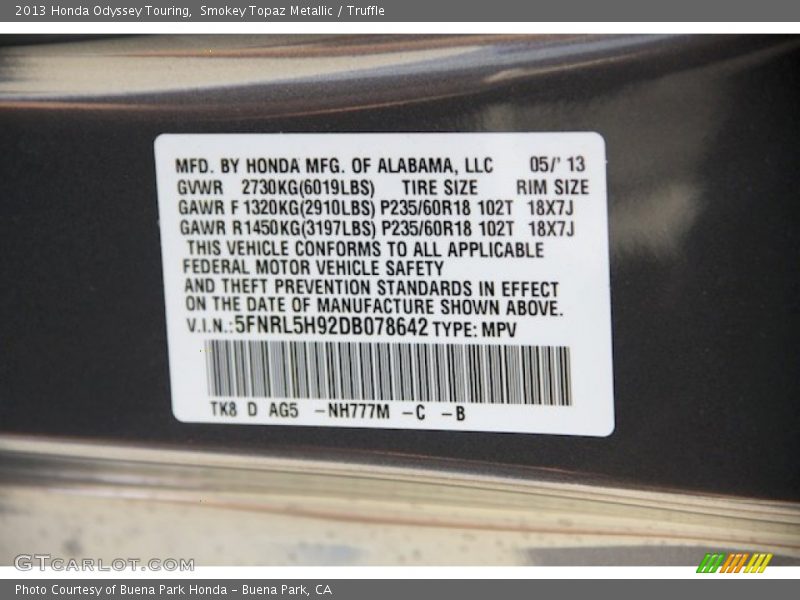 2013 Honda Odyssey Touring, Smokey Topaz Metallic / Truffle
MFD. BY HONDA MFG. OF ALABAMA, LLC 05/' 13
GVWR 2730KG(6019LBS) TIRE SIZE RIM SIZE
GAWR F 1320KG(2910LBS) P235/60R18 102T 18X7J
GAWR R1450KG(3197LBS) P235/60R18 102T 18X7J
THIS VEHICLE CONFORMS TO ALL APPLICABLE
FEDERAL MOTOR VEHICLE SAFETY
AND THEFT PREVENTION STANDARDS IN EFFECT
ON THE DATE OF MANUFACTURE SHOWN ABOVE.
V.I.N.:5FNRL5H92DB078642 TYPE: MPV
TK8 D AG5 -NH777M -C -B
GTCARLOT.COM
Photo Courtesy of Buena Park Honda - Buena Park, CA